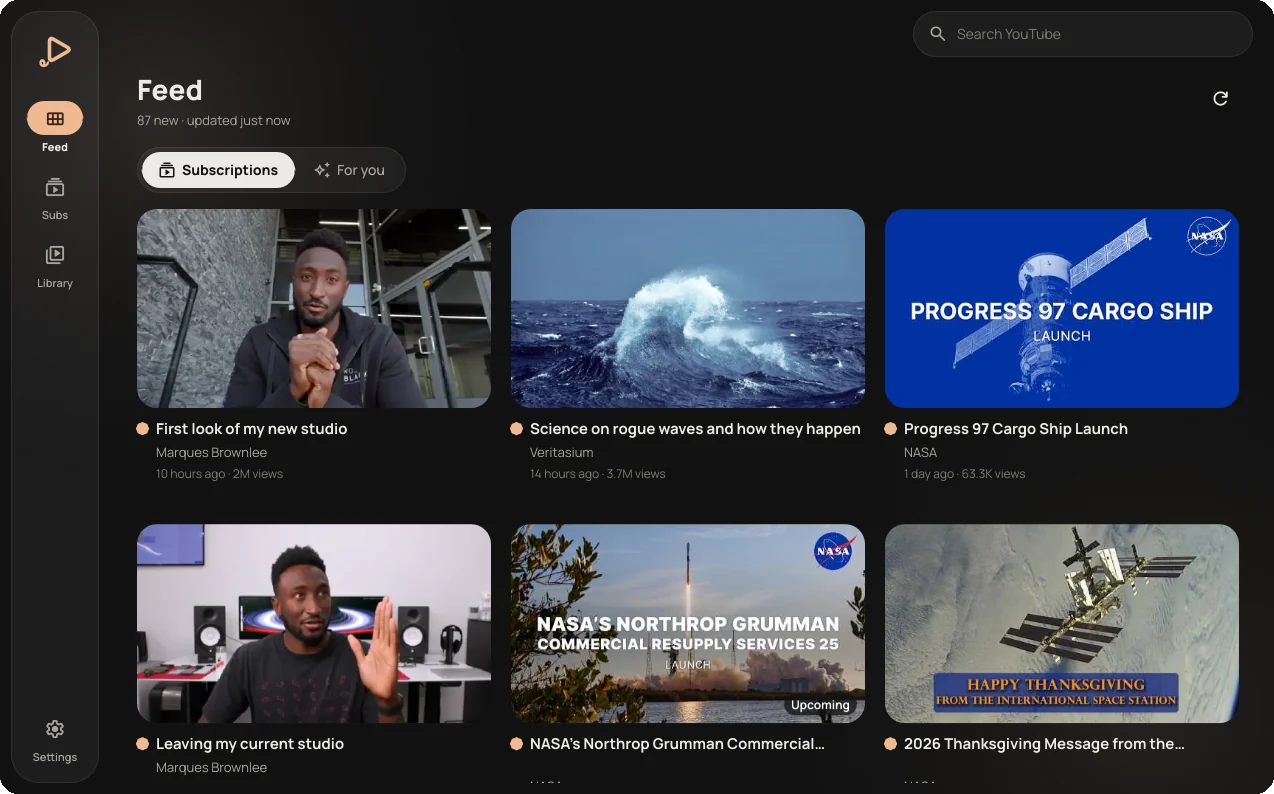 Search YouTube
Feed
87 new · updated just now
Feed
Subs
Library
Settings
Subscriptions
For you
NASA
PROGRESS 97 CARGO SHIP
LAUNCH
First look of my new studio
Marques Brownlee
10 hours ago · 2M views
Science on rogue waves and how they happen
Veritasium
14 hours ago · 3.7M views
Progress 97 Cargo Ship Launch
NASA
1 day ago · 63.3K views
NASA
NASA'S NORTHROP GRUMMAN
COMMERCIAL RESUPPLY SERVICES 25
LAUNCH
Upcoming
HAPPY THANKSGIVING
FROM THE INTERNATIONAL SPACE STATION
Leaving my current studio
Marques Brownlee
NASA's Northrop Grumman Commercial...
2026 Thanksgiving Message from the...